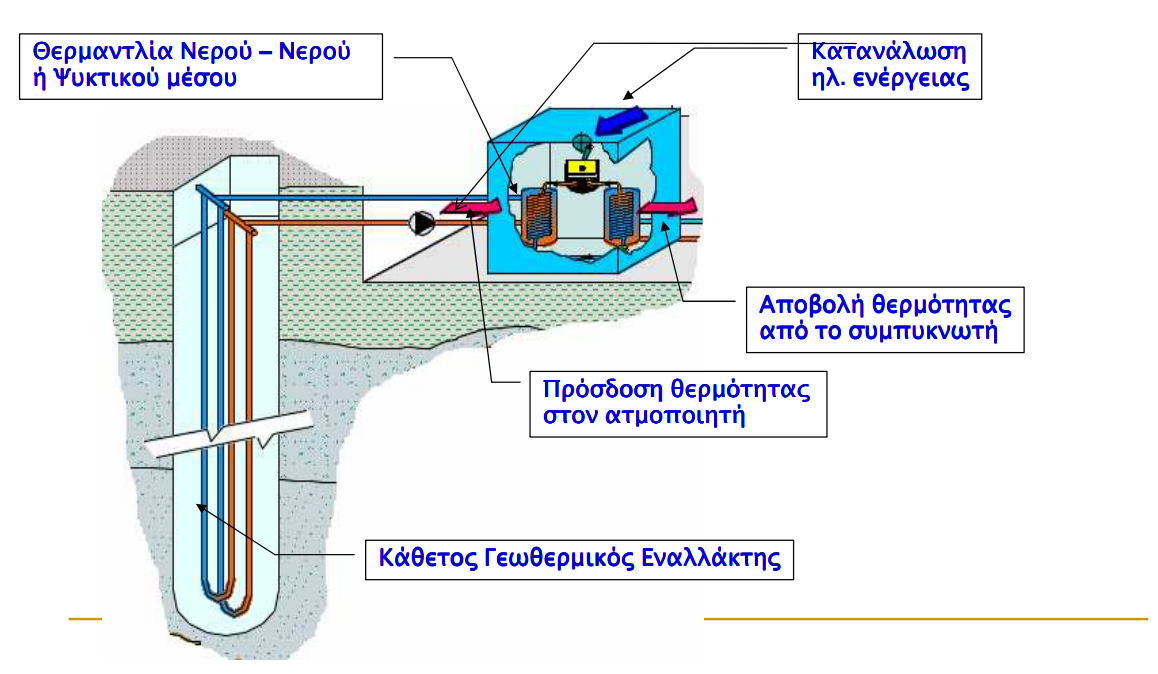 Θερμαντλία Νερού – Νερού
ή Ψυκτικού μέσου
Κατανάλωση
ηλ. ενέργειας
Αποβολή θερμότητας
από το συμπυκνωτή
Πρόσδοση θερμότητας
στον ατμοποιητή
Κάθετος Γεωθερμικός Εναλλάκτης